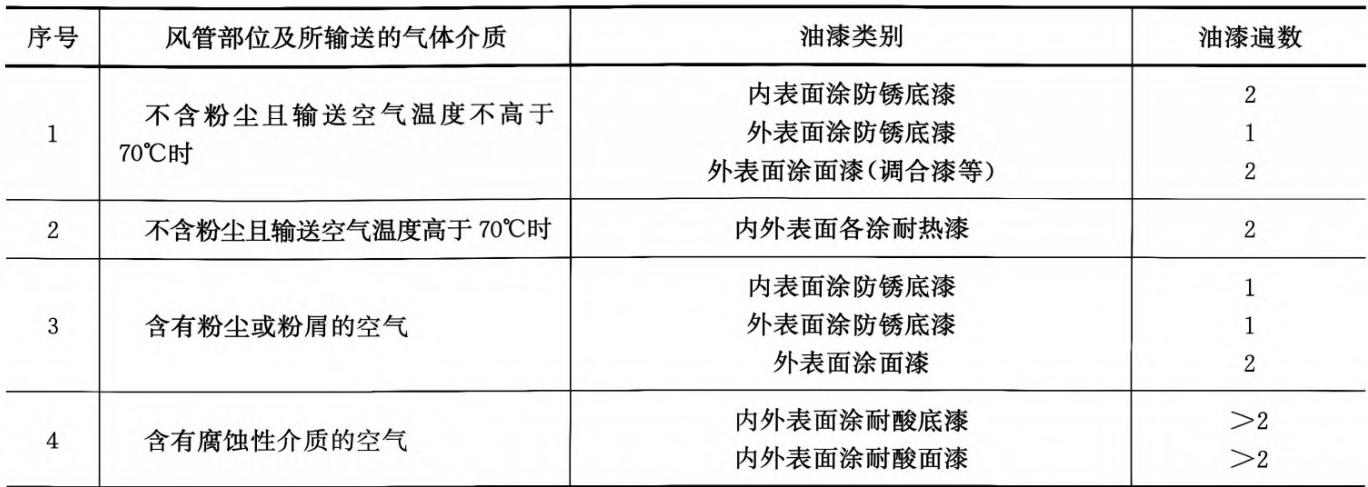 序号 风管部位及所输送的气体介质 油漆类别 油漆遍数
1 不含粉尘且输送空气温度不高于70℃时 内表面涂防锈底漆 2
外表面涂防锈底漆 1
外表面涂面漆(调合漆等) 2
2 不含粉尘且输送空气温度高于70℃时 内外表面各涂耐热漆 2
3 含有粉尘或粉屑的空气 内表面涂防锈底漆 1
外表面涂防锈底漆 1
外表面涂面漆 2
4 含有腐蚀性介质的空气 内外表面涂耐酸底漆 >2
内外表面涂耐酸面漆 >2